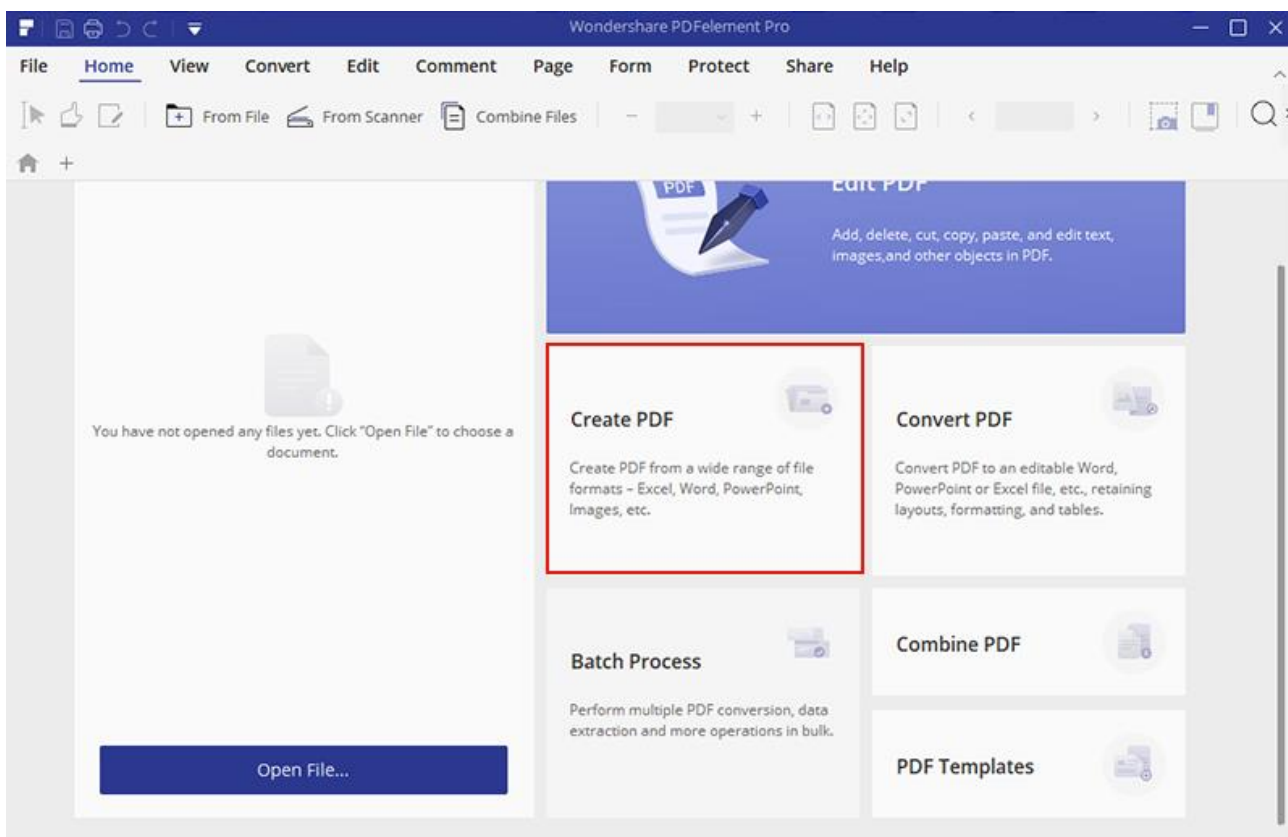 Wondershare PDFelement Pro
File Home View Convert Edit Comment Page Form Protect Share Help
From File From Scanner Combine Files
PDF
Edit PDF
Add, delete, cut, copy, paste, and edit text,
images,and other objects in PDF.
You have not opened any files yet. Click "Open File" to choose a
document.
Open File...
Create PDF
Create PDF from a wide range of file
formats – Excel, Word, PowerPoint,
Images, etc.
Convert PDF
Convert PDF to an editable Word,
PowerPoint or Excel file, etc., retaining
layouts, formatting, and tables.
Batch Process
Perform multiple PDF conversion, data
extraction and more operations in bulk.
Combine PDF
PDF Templates